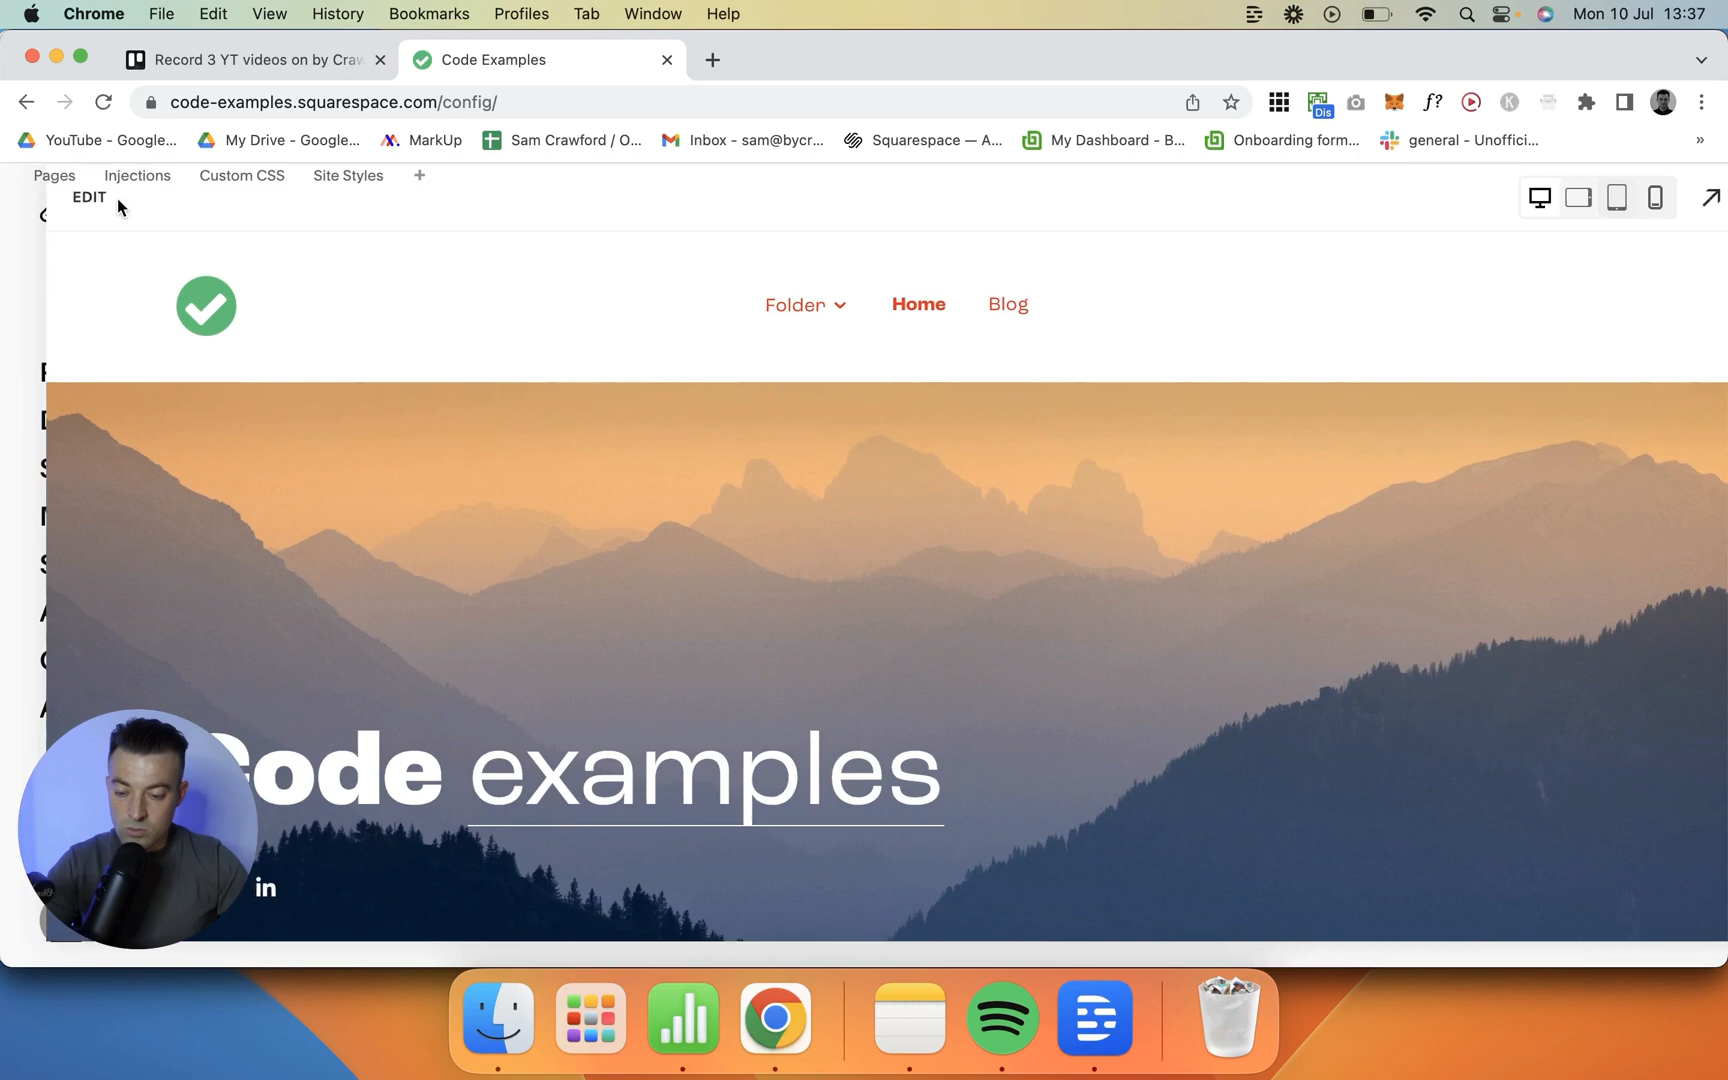 Chrome File Edit View History Bookmarks Profiles Tab Window Help Mon 10 Jul 13:37
Record 3 YT videos on by Craw Code Examples
code-examples.squarespace.com/config/ Dis f? K
YouTube - Google... My Drive - Google... MarkUp Sam Crawford / O... Inbox - sam@bycr... Squarespace — A... My Dashboard - B... Onboarding form... general - Unoffici... »
Pages Injections Custom CSS Site Styles +
EDIT
Folder Home Blog
Code examples
in